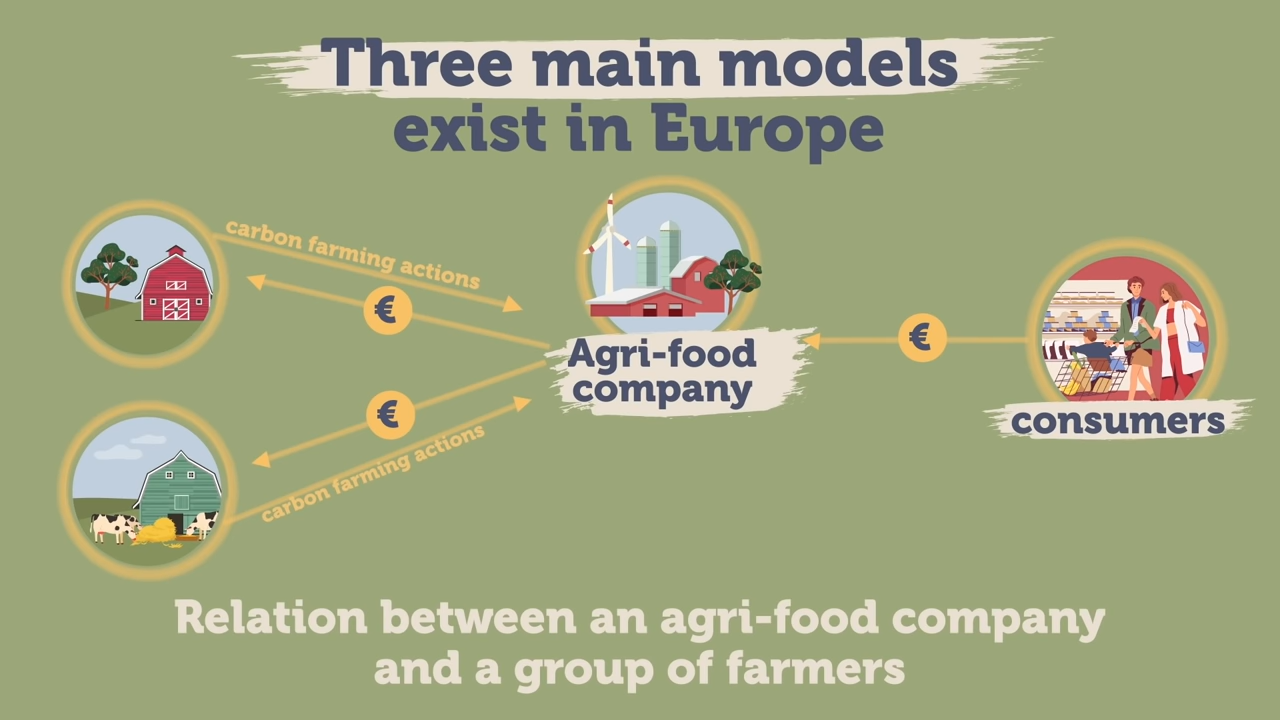 Three main models
exist in Europe
carbon farming actions
€
Agri-food
company
€
consumers
€
carbon farming actions
Relation between an agri-food company
and a group of farmers